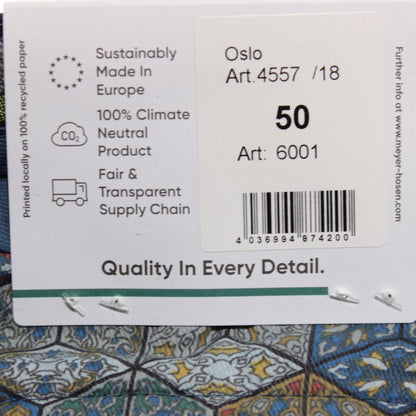 Printed locally on 100% recycled paper
Sustainably
Made In
Europe
CO₂
100% Climate
Neutral
Product
Fair &
Transparent
Supply Chain
Oslo
Art.4557 /18
50
Art: 6001
4 036994 874200
Further info at www.meyer-hosen.com
Quality In Every Detail.